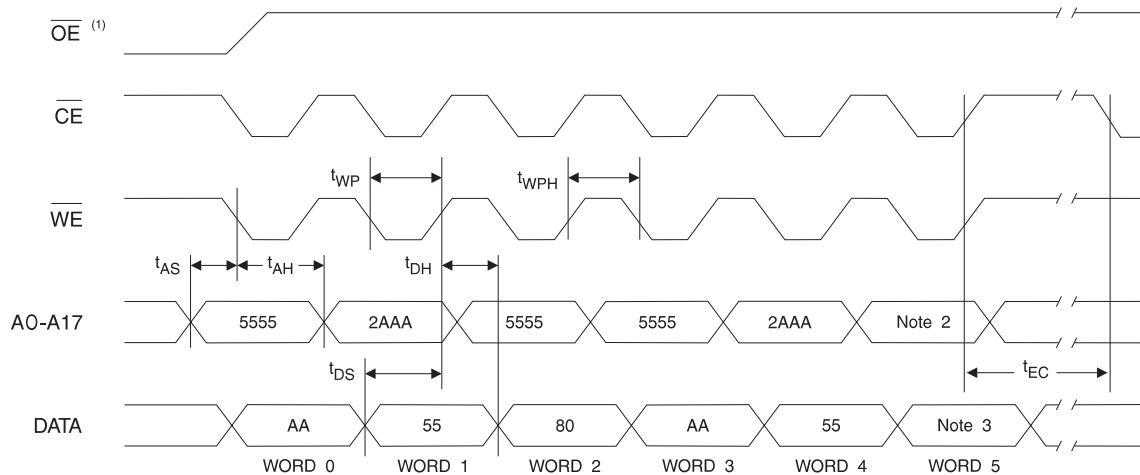 OE (1)
CE
tWP
tWPH
WE
tAS
tAH
tDH
A0-A17
5555
2AAA
5555
5555
2AAA
Note 2
tDS
tEC
DATA
AA
55
80
AA
55
Note 3
WORD 0
WORD 1
WORD 2
WORD 3
WORD 4
WORD 5